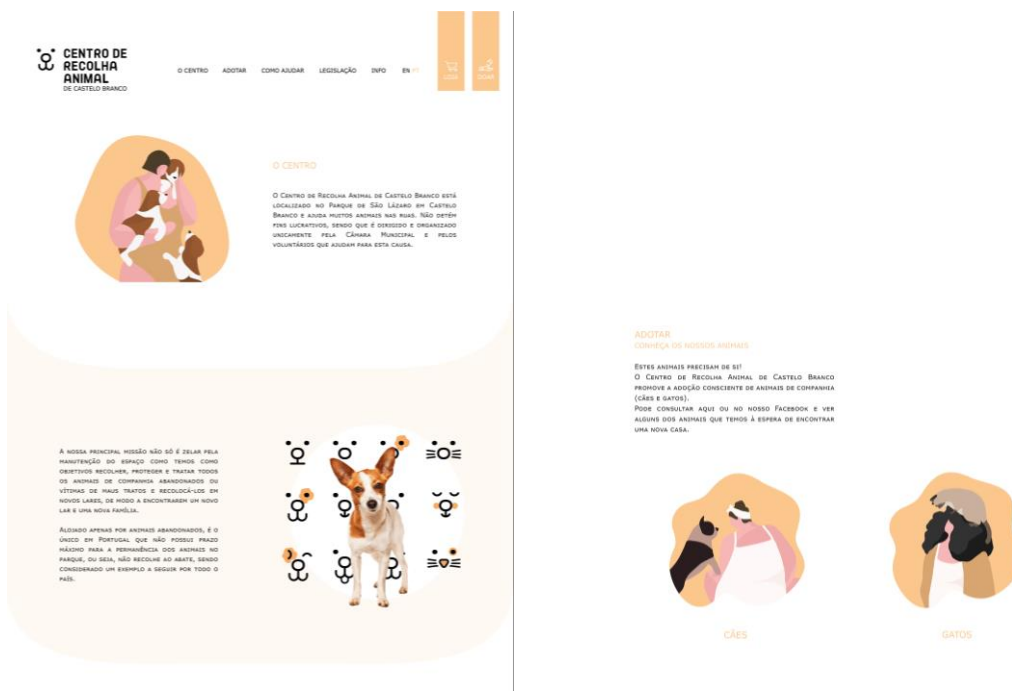 CENTRO DE
RECOLHA
ANIMAL
DE CASTELO BRANCO
O CENTRO
ADOTAR
COMO AJUDAR
LEGISLAÇÃO
INFO
EN PT
LOJA
DOAR
O CENTRO
O Centro de Recolha Animal de Castelo Branco está
localizado no Parque de São Lázaro em Castelo
Branco e ajuda muitos animais nas ruas. Não detém
fins lucrativos, sendo que é dirigido e organizado
unicamente pela Câmara Municipal e pelos
voluntários que ajudam para esta causa.
A nossa principal missão não só é zelar pela
manutenção do espaço como temos como
objetivos recolher, proteger e tratar todos
os animais de companhia abandonados ou
vítimas de maus tratos e recolocá-los em
novos lares, de modo a encontrarem um novo
lar e uma nova família.
Alojado apenas por animais abandonados, é o
único em Portugal que não possui prazo
máximo para a permanência dos animais no
parque, ou seja, não recolhe ao abate, sendo
considerado um exemplo a seguir por todo o
país.
ADOTAR
CONHEÇA OS NOSSOS ANIMAIS
Estes animais precisam de si!
O Centro de Recolha Animal de Castelo Branco
promove a adoção consciente de animais de companhia
(cães e gatos).
Pode consultar aqui ou no nosso Facebook e ver
alguns dos animais que temos à espera de encontrar
uma nova casa.
CÃES
GATOS